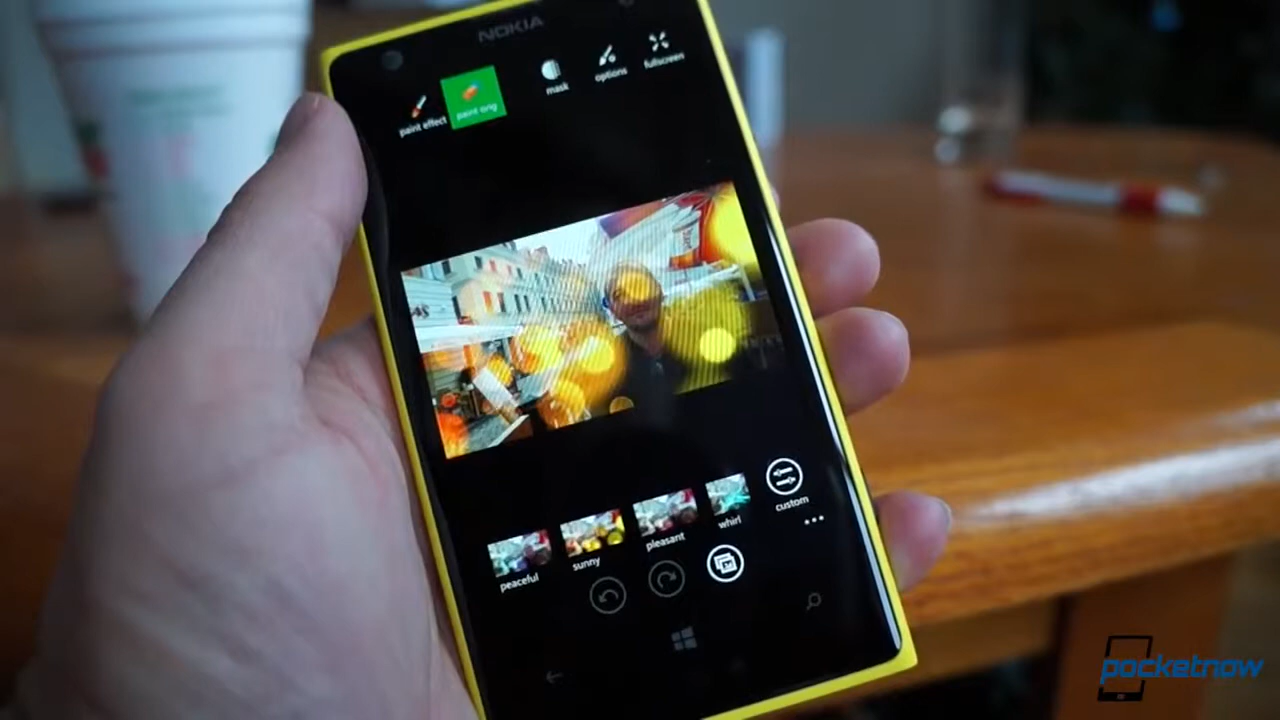 NOKIA
paint effect
paint orig
mask
options
fullscreen
peaceful
sunny
pleasant
whirl
custom
pocketnow